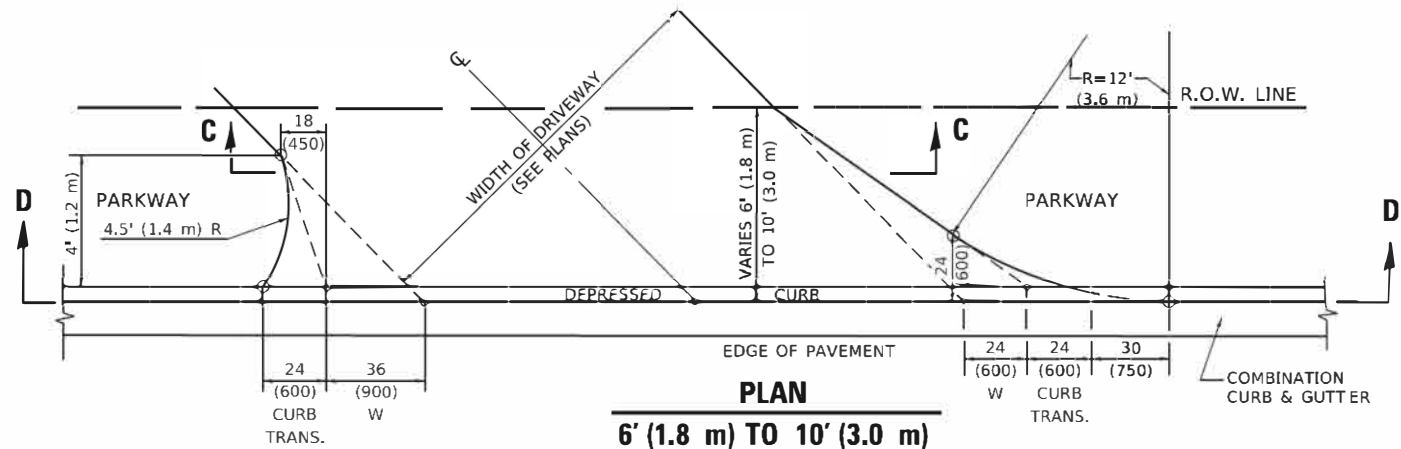 ℄
R=12'
(3.6 m)
R.O.W. LINE
18
(450)
C
C
WIDTH OF DRIVEWAY
(SEE PLANS)
4' (1.2 m)
PARKWAY
4.5' (1.4 m) R
VARIES 6' (1.8 m)
TO 10' (3.0 m)
PARKWAY
D
D
24
(600)
DEPRESSED CURB
EDGE OF PAVEMENT
24
(600)
CURB
TRANS.
36
(900)
W
24
(600)
W
24
(600)
CURB
TRANS.
30
(750)
COMBINATION
CURB & GUTTER
PLAN
6' (1.8 m) TO 10' (3.0 m)